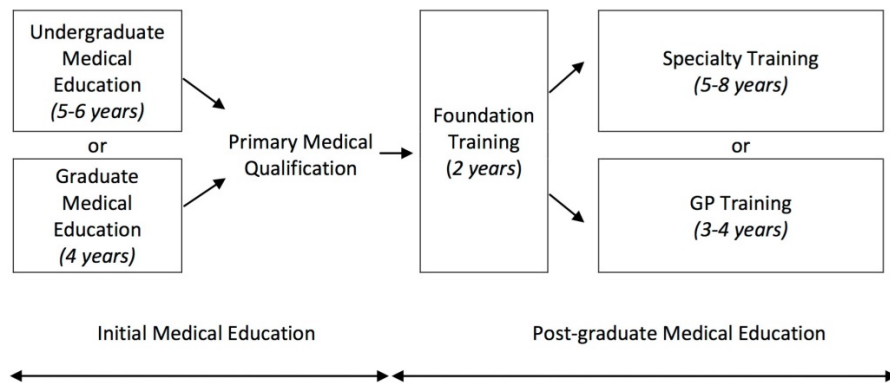 Undergraduate
Medical
Education
(5-6 years)
or
Graduate
Medical
Education
(4 years)
Primary Medical
Qualification
Foundation
Training
(2 years)
Specialty Training
(5-8 years)
or
GP Training
(3-4 years)
Initial Medical Education
Post-graduate Medical Education